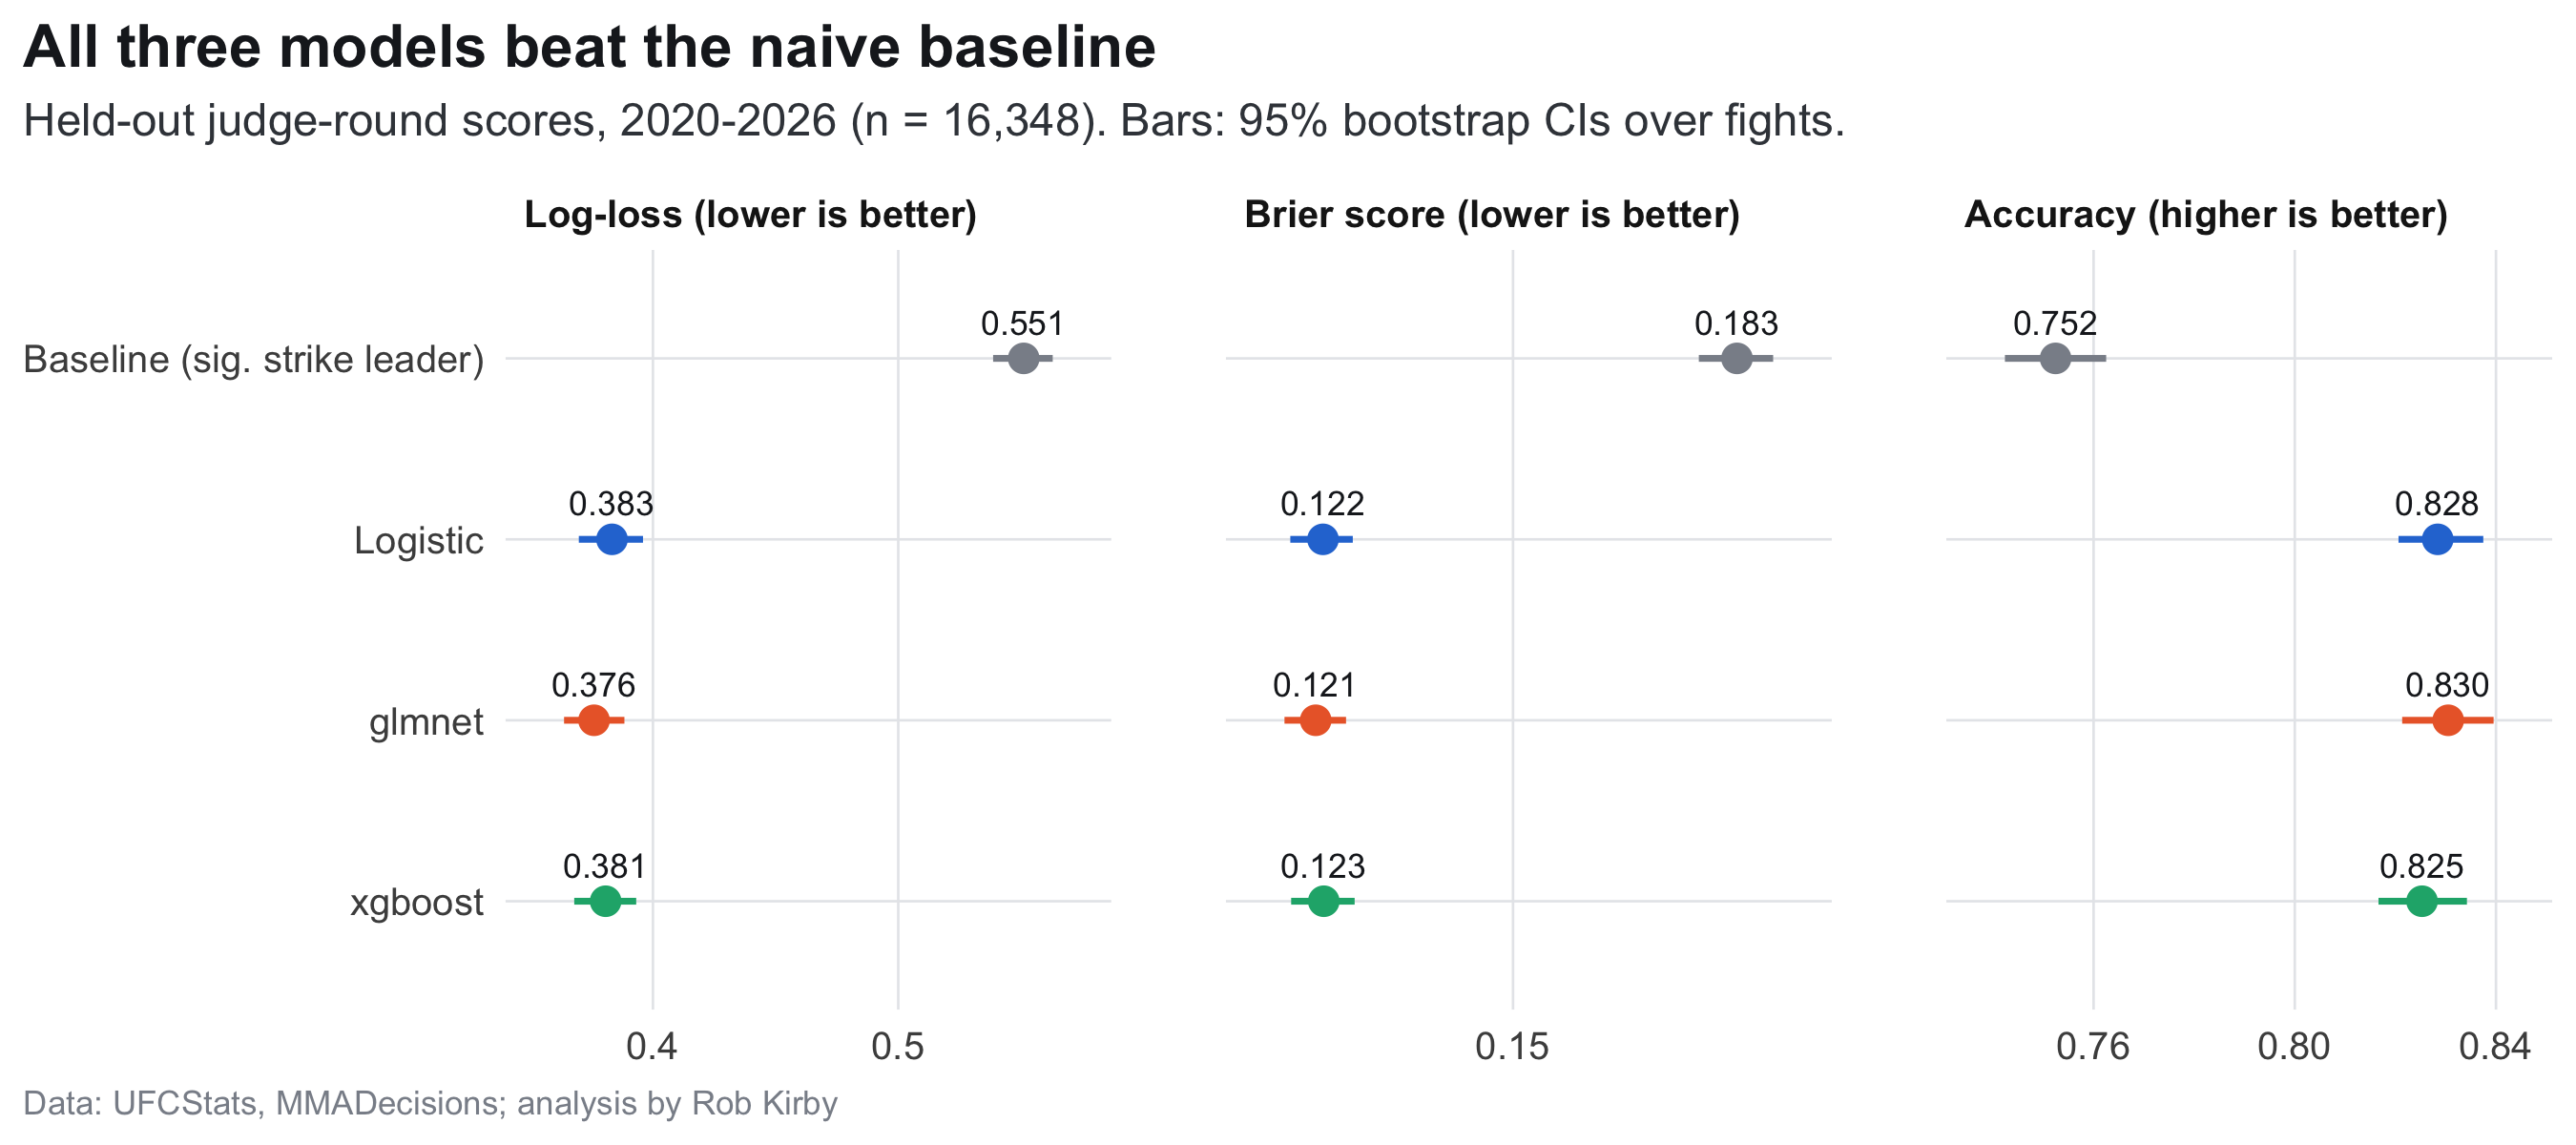 All three models beat the naive baseline
Held-out judge-round scores, 2020-2026 (n = 16,348). Bars: 95% bootstrap CIs over fights.
Log-loss (lower is better)
Brier score (lower is better)
Accuracy (higher is better)
Baseline (sig. strike leader)
0.551
0.183
0.752
Logistic
0.383
0.122
0.828
glmnet
0.376
0.121
0.830
xgboost
0.381
0.123
0.825
0.4
0.5
0.15
0.76
0.80
0.84
Data: UFCStats, MMADecisions; analysis by Rob Kirby